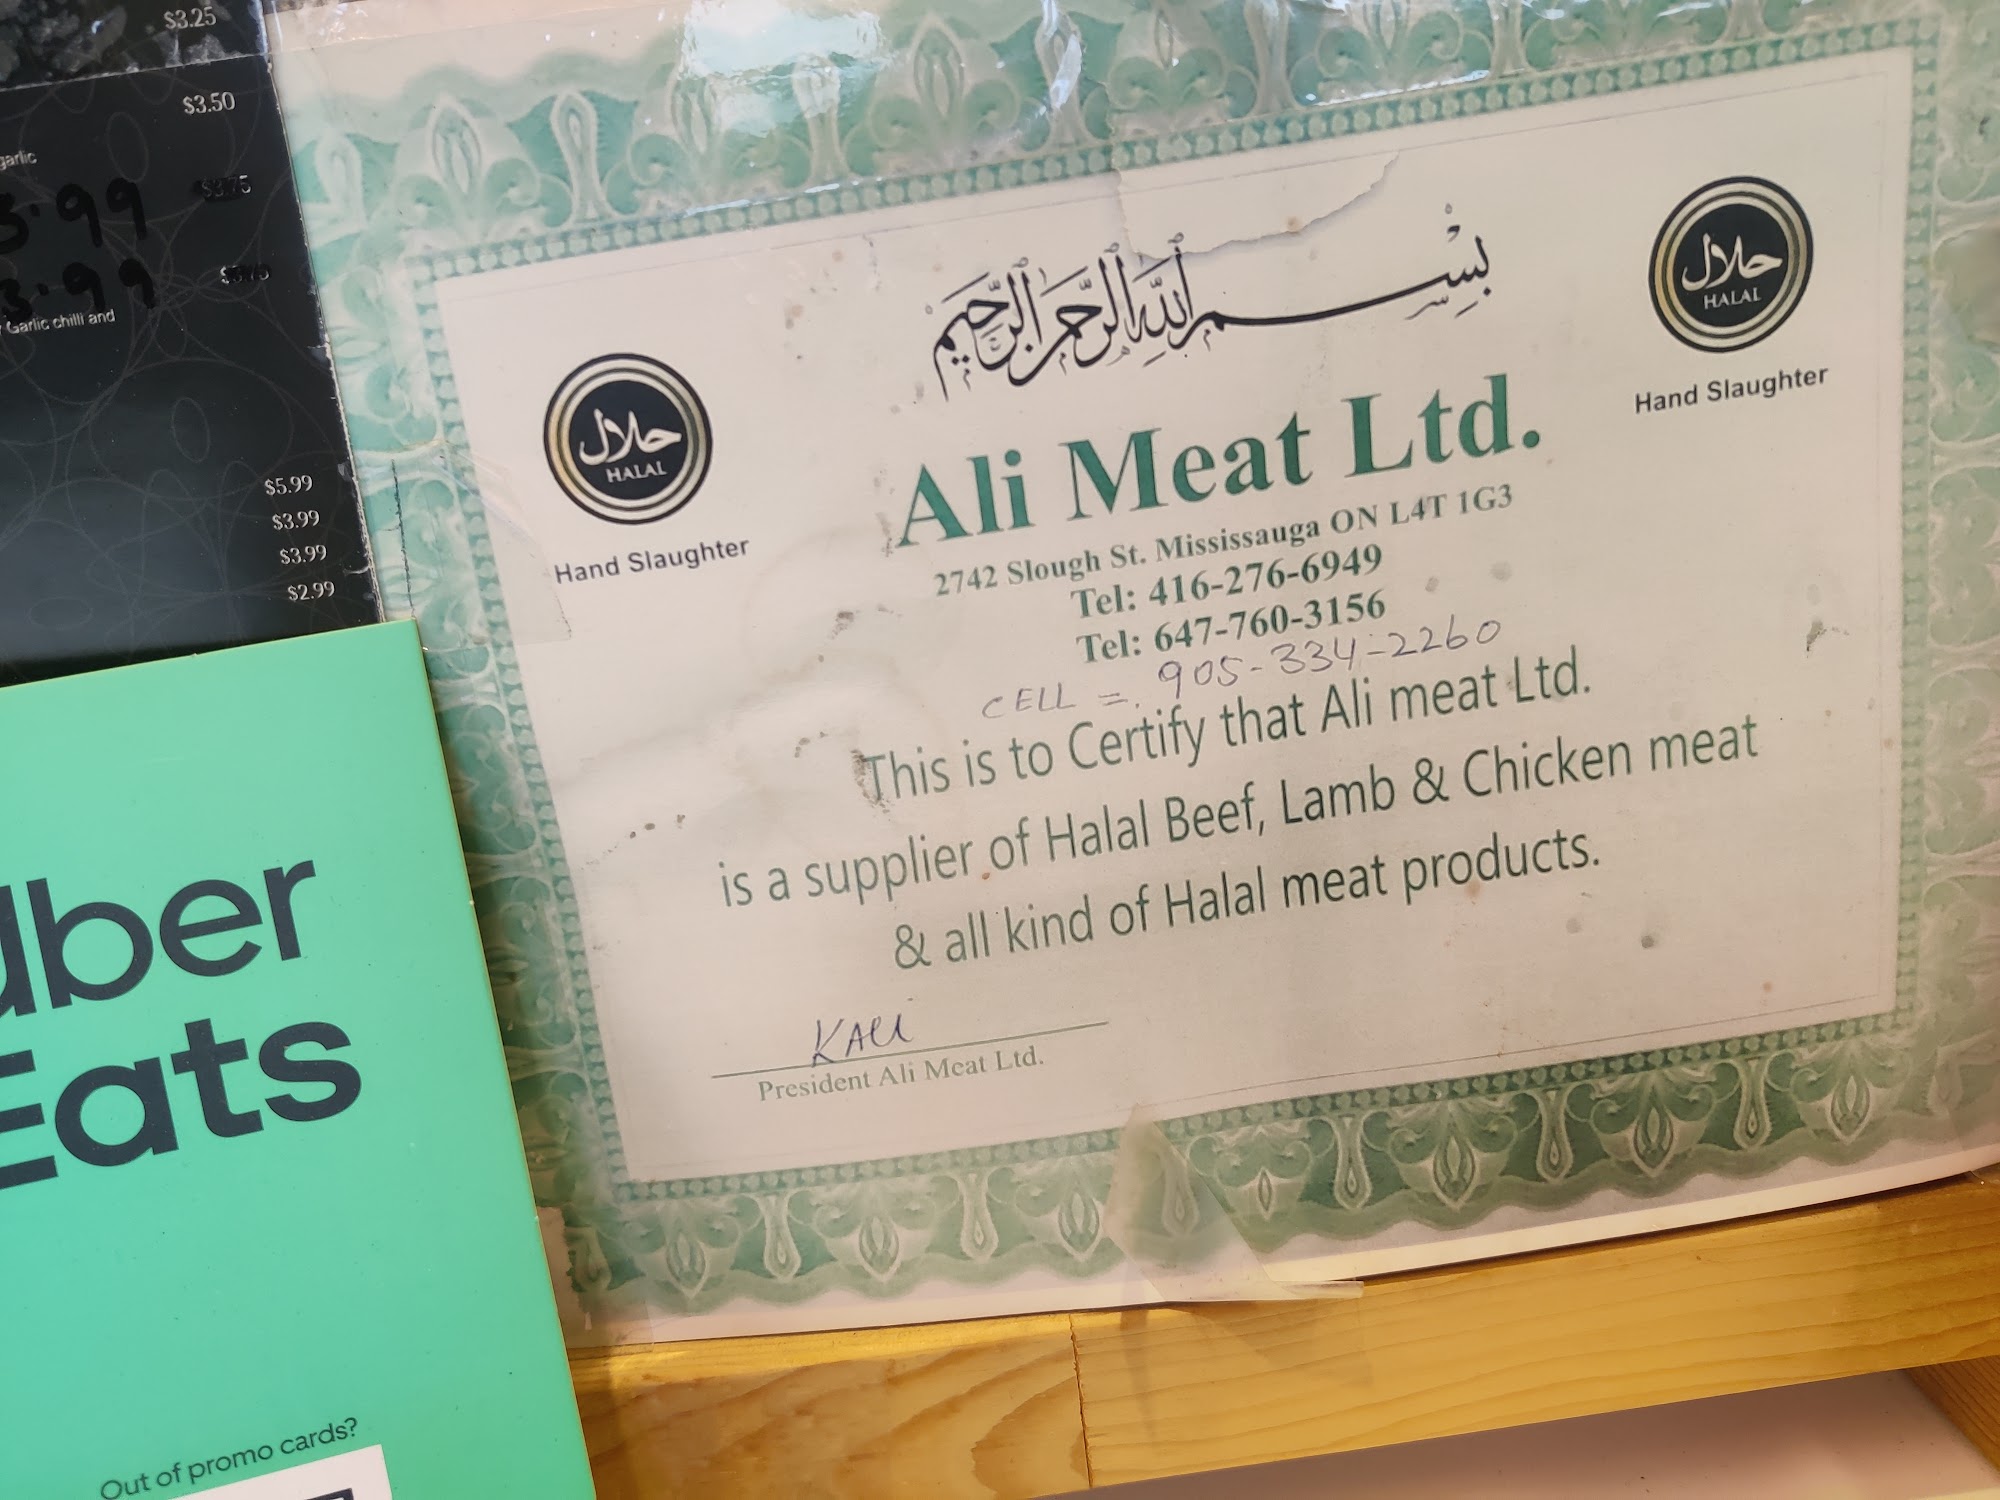 $3.25
$3.50
garlic
$3.75
3.99
$3.75
3.99
Garlic chilli and
$5.99
$3.99
$3.99
$2.99
بسم الله الرحمن الرحيم
حلال
HALAL
Hand Slaughter
حلال
HALAL
Hand Slaughter
Ali Meat Ltd.
2742 Slough St. Mississauga ON L4T 1G3
Tel: 416-276-6949
Tel: 647-760-3156
CELL = 905-334-2260
This is to Certify that Ali meat Ltd.
is a supplier of Halal Beef, Lamb & Chicken meat
& all kind of Halal meat products.
President Ali Meat Ltd.
Uber
Eats
Out of promo cards?